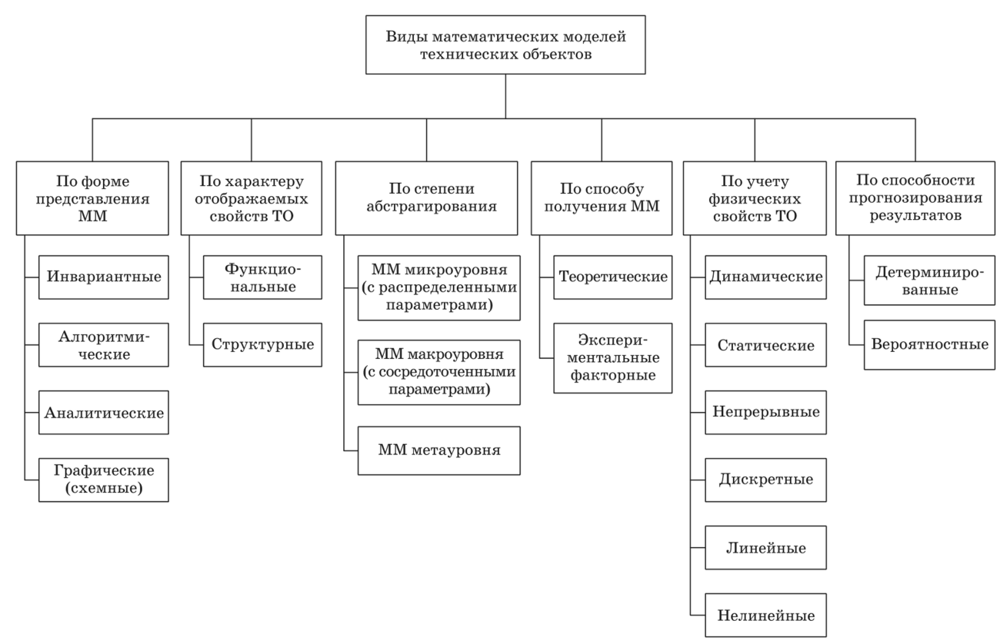 Виды математических моделей
технических объектов
По форме
представления
ММ
Инвариантные
Алгоритми-
ческие
Аналитические
Графические
(схемные)
По характеру
отображаемых
свойств ТО
Функцио-
нальные
Структурные
По степени
абстрагирования
ММ микроуровня
(с распределенными
параметрами)
ММ макроуровня
(с сосредоточенными
параметрами)
ММ метауровня
По способу
получения ММ
Теоретические
Экспери-
ментальные
факторные
По учету
физических
свойств ТО
Динамические
Статические
Непрерывные
Дискретные
Линейные
Нелинейные
По способности
прогнозирования
результатов
Детерминиро-
ванные
Вероятностные